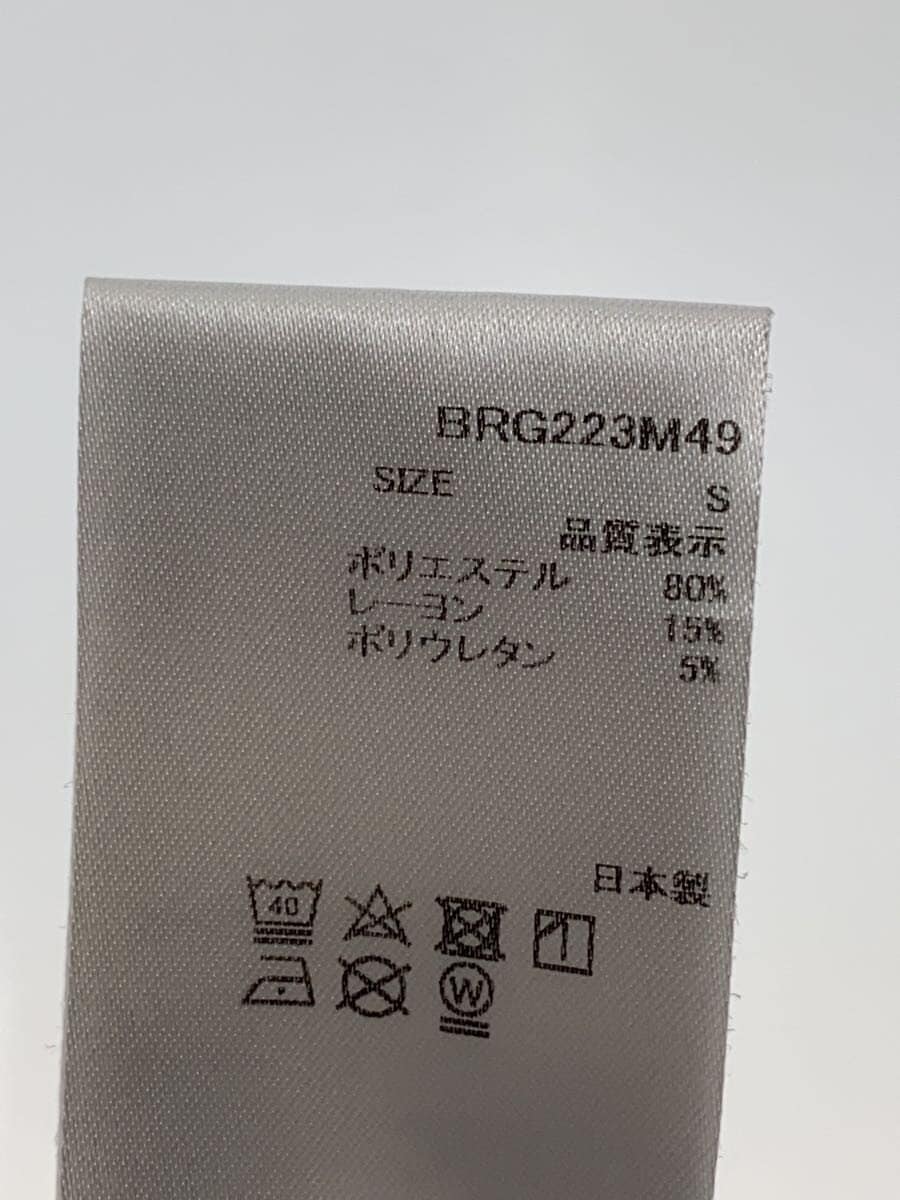 BRG223M49
SIZE S
品質表示
ポリエステル 80%
レーヨン 15%
ポリウレタン 5%
日本製
40
W